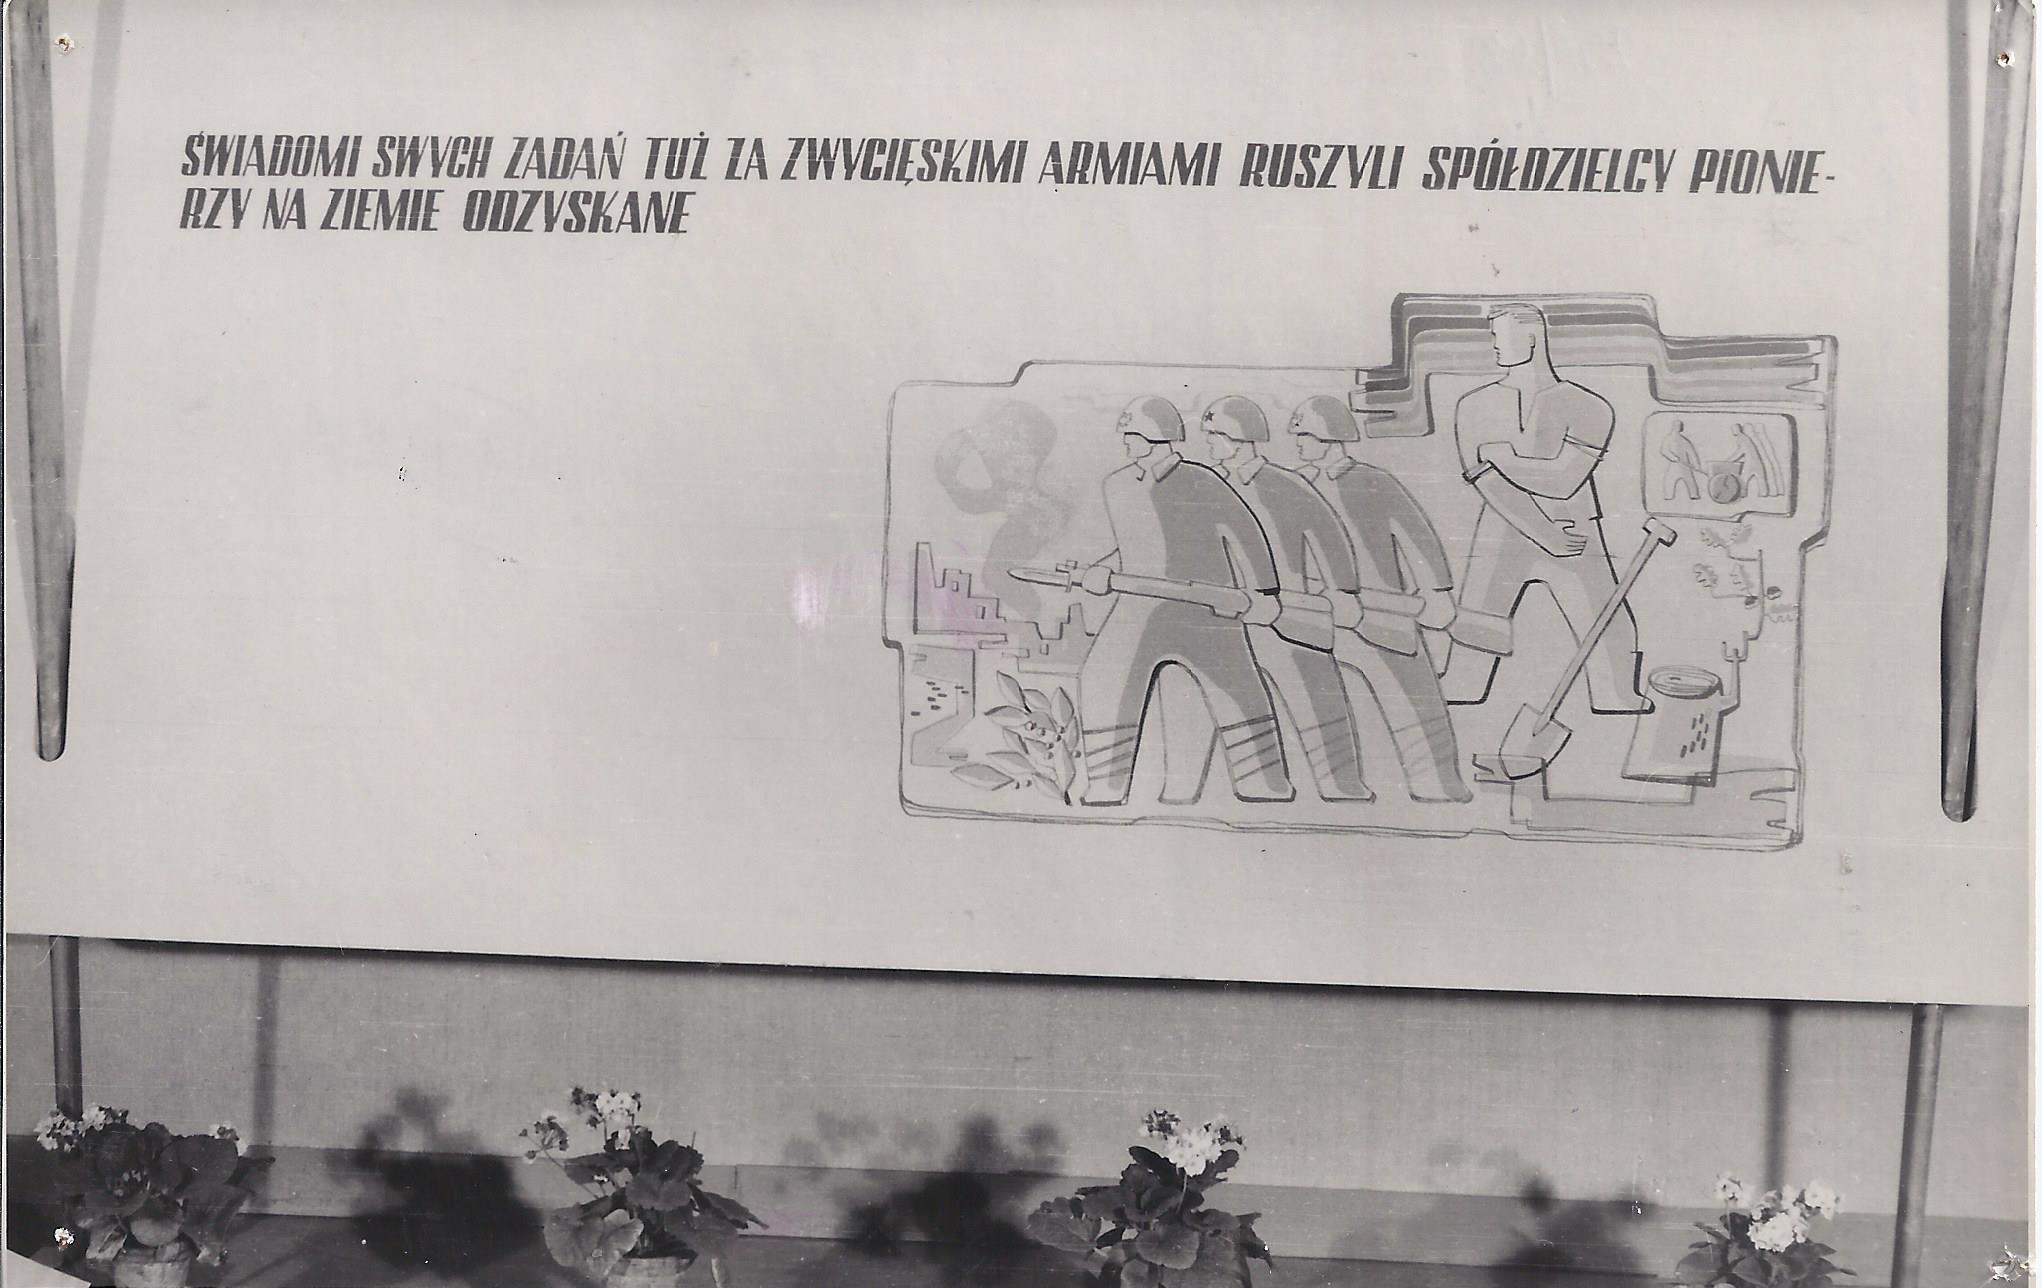 ŚWIADOMI SWYCH ZADAŃ TUŻ ZA ZWYCIĘSKIMI ARMIAMI RUSZYLI SPÓŁDZIELCY PIONIE-
RZY NA ZIEMIE ODZYSKANE